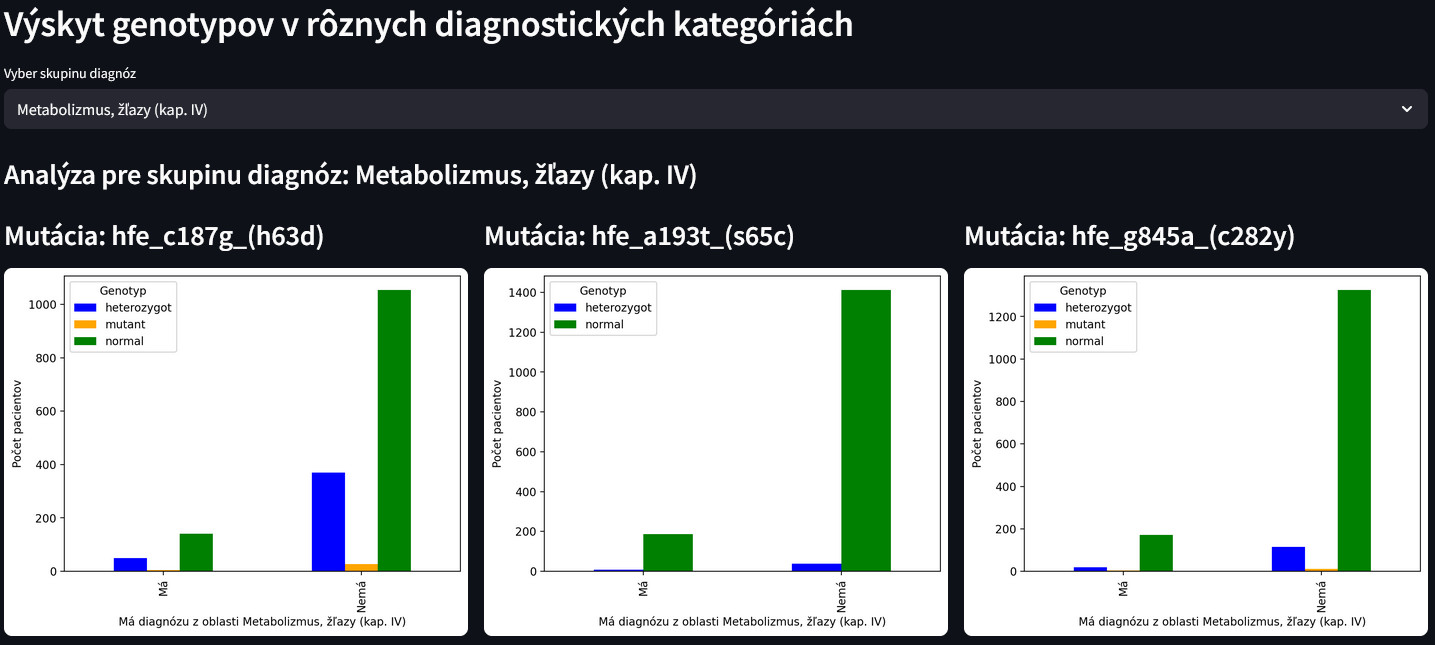 Výskyt genotypov v rôznych diagnostických kategóriách
Vyber skupinu diagnóz
Metabolizmus, žľazy (kap. IV)
Analýza pre skupinu diagnóz: Metabolizmus, žľazy (kap. IV)
Mutácia: hfe_c187g_(h63d)
Genotyp
heterozygot
mutant
normal
1000
800
600
400
200
0
Počet pacientov
Má
Nemá
Má diagnózu z oblasti Metabolizmus, žľazy (kap. IV)
Mutácia: hfe_a193t_(s65c)
Genotyp
heterozygot
normal
1400
1200
1000
800
600
400
200
0
Počet pacientov
Má
Nemá
Má diagnózu z oblasti Metabolizmus, žľazy (kap. IV)
Mutácia: hfe_g845a_(c282y)
Genotyp
heterozygot
mutant
normal
1200
1000
800
600
400
200
0
Počet pacientov
Má
Nemá
Má diagnózu z oblasti Metabolizmus, žľazy (kap. IV)